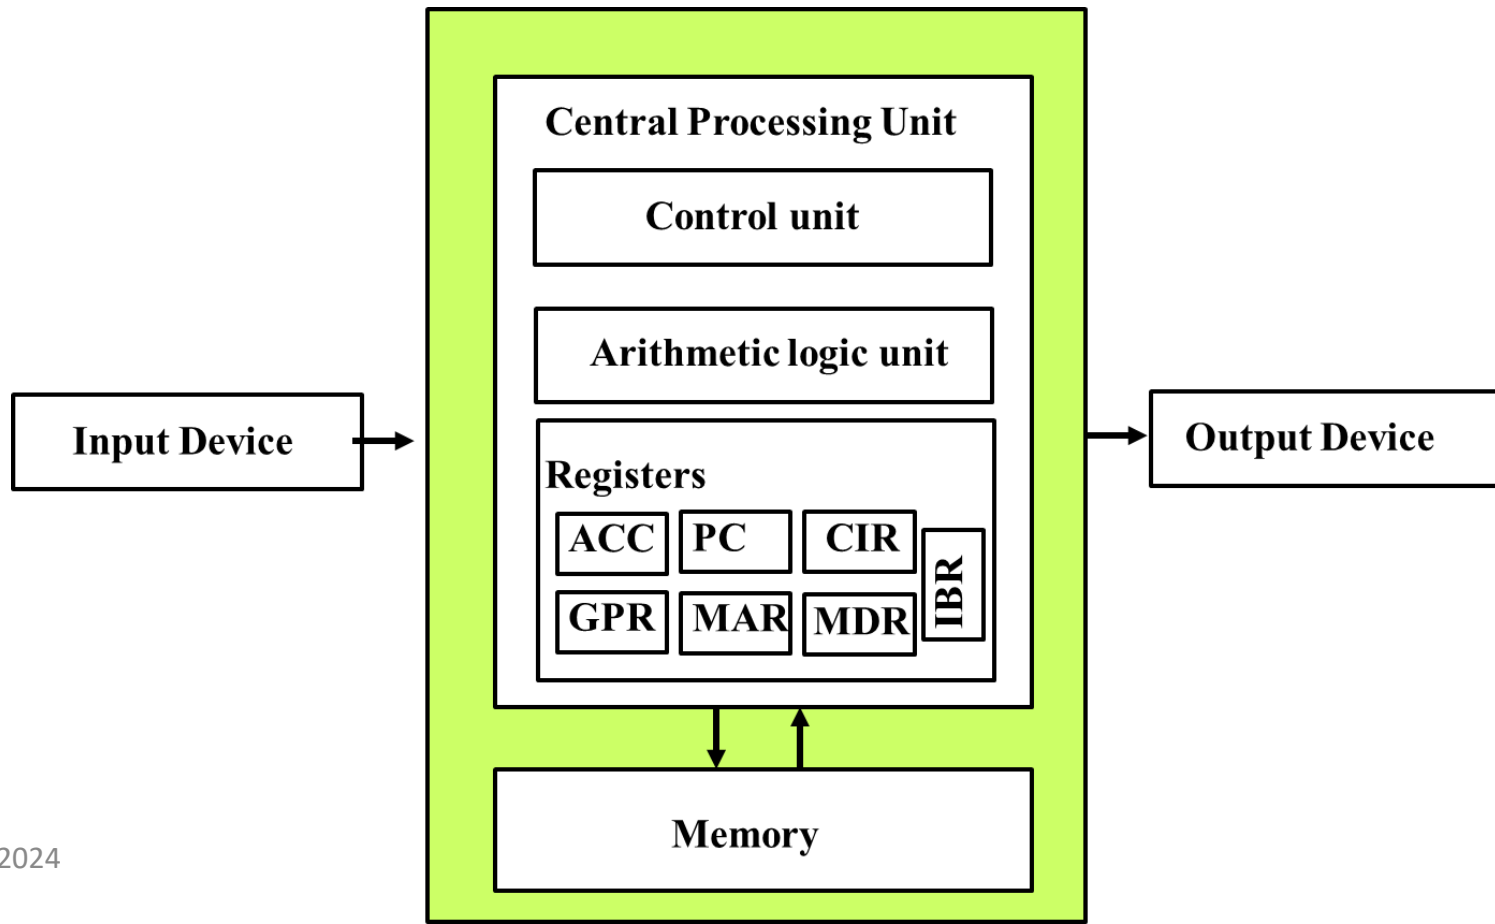 Central Processing Unit
Control unit
Arithmetic logic unit
Input Device
Output Device
Registers
ACC PC CIR
IBR
GPR MAR MDR
Memory
2024